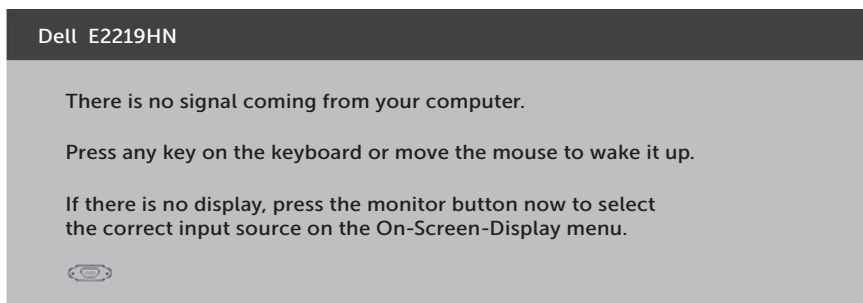 Dell E2219HN
There is no signal coming from your computer.
Press any key on the keyboard or move the mouse to wake it up.
If there is no display, press the monitor button now to select
the correct input source on the On-Screen-Display menu.